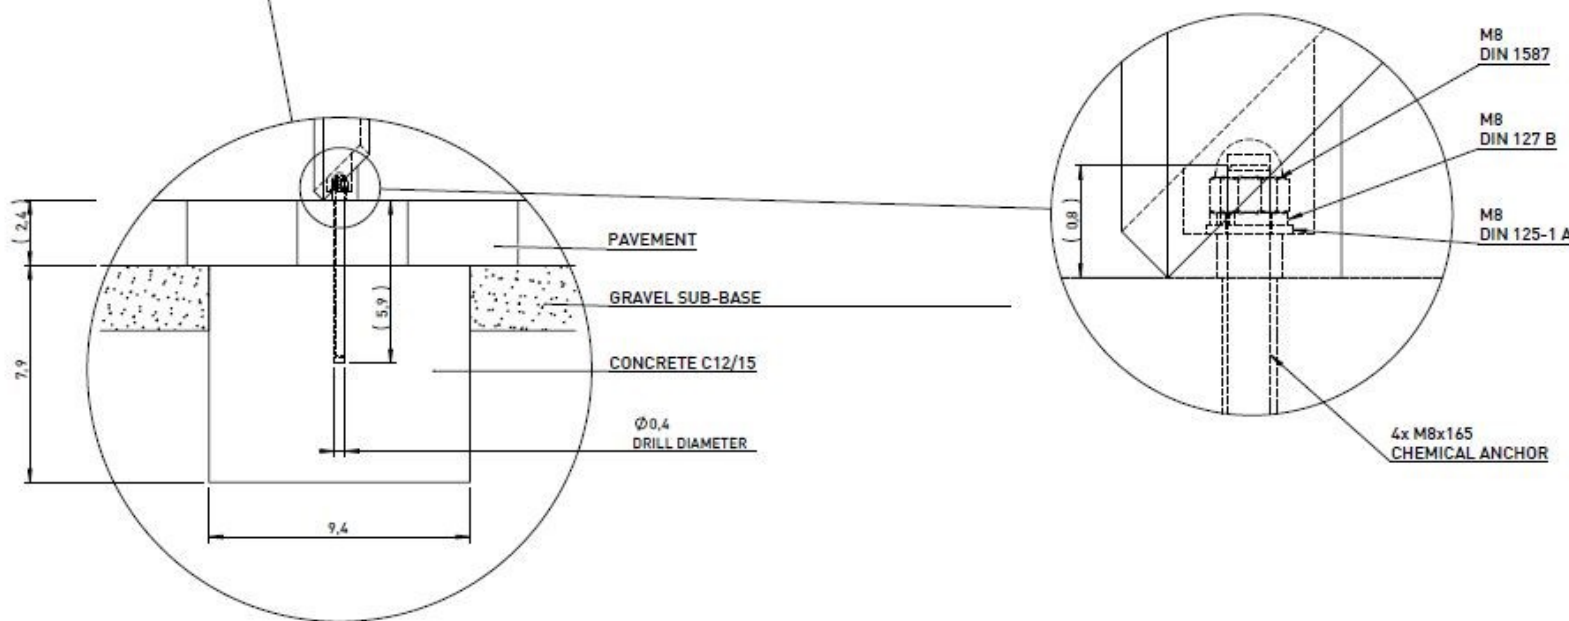 ( 2,4 )
7,9
( 5,9 )
9,4
PAVEMENT
GRAVEL SUB-BASE
CONCRETE C12/15
Ø0,4
DRILL DIAMETER
( 0,8 )
M8
DIN 1587
M8
DIN 127 B
M8
DIN 125-1 A
4x M8x165
CHEMICAL ANCHOR